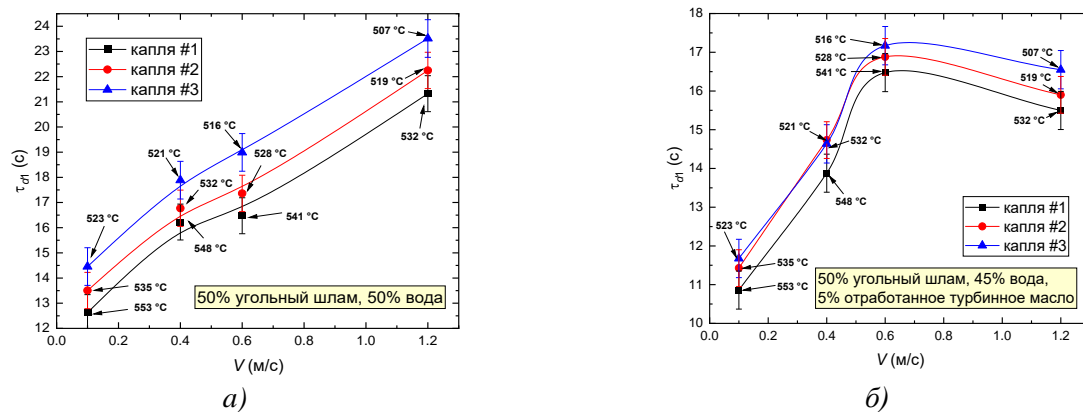 24
23
22
21
20
19
18
17
16
15
14
13
12
τd1 (с)
капля #1
капля #2
капля #3
507 °C
519 °C
532 °C
516 °C
521 °C
532 °C
528 °C
541 °C
548 °C
523 °C
535 °C
553 °C
50% угольный шлам, 50% вода
0.0 0.2 0.4 0.6 0.8 1.0 1.2
V (м/с)
а)
18
17
16
15
14
13
12
11
10
τd1 (с)
516 °C
528 °C
541 °C
507 °C
519 °C
532 °C
521 °C
532 °C
548 °C
523 °C
535 °C
553 °C
капля #1
капля #2
капля #3
50% угольный шлам, 45% вода,
5% отработанное турбинное масло
0.0 0.2 0.4 0.6 0.8 1.0 1.2
V (м/с)
б)